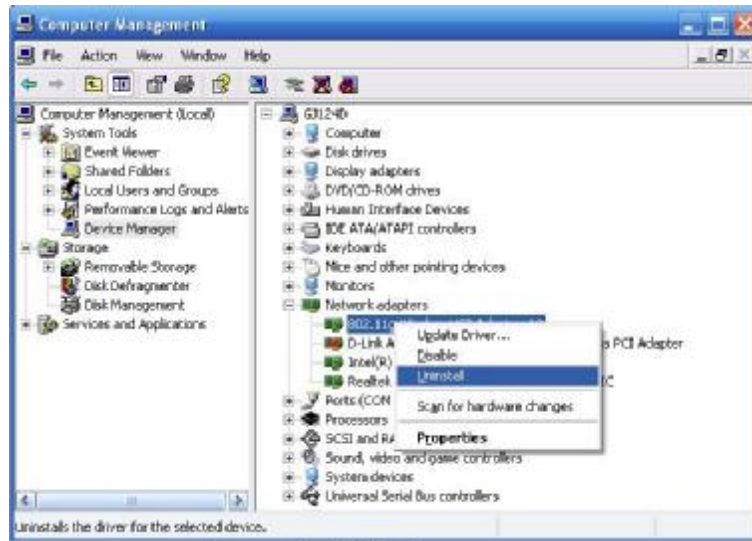 Computer Management
File Action View Window Help
Computer Management (Local)
System Tools
Event Viewer
Shared Folders
Local Users and Groups
Performance Logs and Alerts
Device Manager
Storage
Removable Storage
Disk Defragmenter
Disk Management
Services and Applications
Computer
Disk drives
Display adapters
DVD/CD-ROM drives
Human Interface Devices
IDE ATA/ATAPI controllers
Keyboards
Mice and other pointing devices
Monitors
Network adapters
D-Link A
a PCI Adapter
Intel(R)
Realtek
Ports (COM
Processors
SCSI and RA
Sound, video and game controllers
System devices
Universal Serial Bus controllers
Update Driver...
Disable
Uninstall
Scan for hardware changes
Properties
Uninstalls the driver for the selected device.